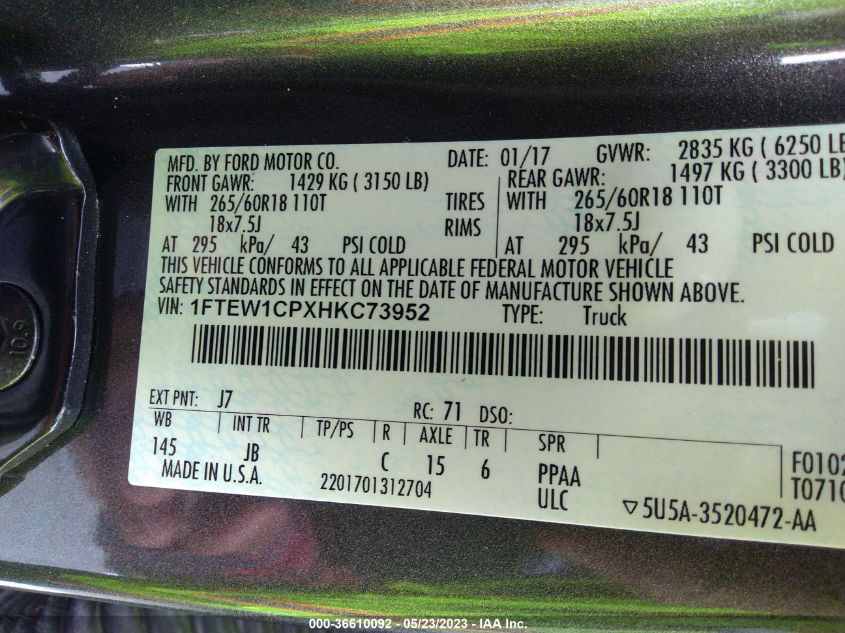 MFD. BY FORD MOTOR CO. DATE: 01/17 GVWR: 2835 KG ( 6250 LB
FRONT GAWR: 1429 KG ( 3150 LB) REAR GAWR: 1497 KG ( 3300 LB)
WITH 265/60R18 110T TIRES WITH 265/60R18 110T
18x7.5J RIMS 18x7.5J
AT 295 kPa/ 43 PSI COLD AT 295 kPa/ 43 PSI COLD
THIS VEHICLE CONFORMS TO ALL APPLICABLE FEDERAL MOTOR VEHICLE
SAFETY STANDARDS IN EFFECT ON THE DATE OF MANUFACTURE SHOWN ABOVE.
VIN: 1FTEW1CPXHKC73952 TYPE: Truck
EXT PNT: J7 RC: 71 DSO:
WB INT TR TP/PS R AXLE TR SPR
145 JB C 15 6 PPAA F0102
MADE IN U.S.A. 2201701312704 ULC T0710
▽5U5A-3520472-AA
10.9
000-36610092 - 05/23/2023 - © IAA Inc.